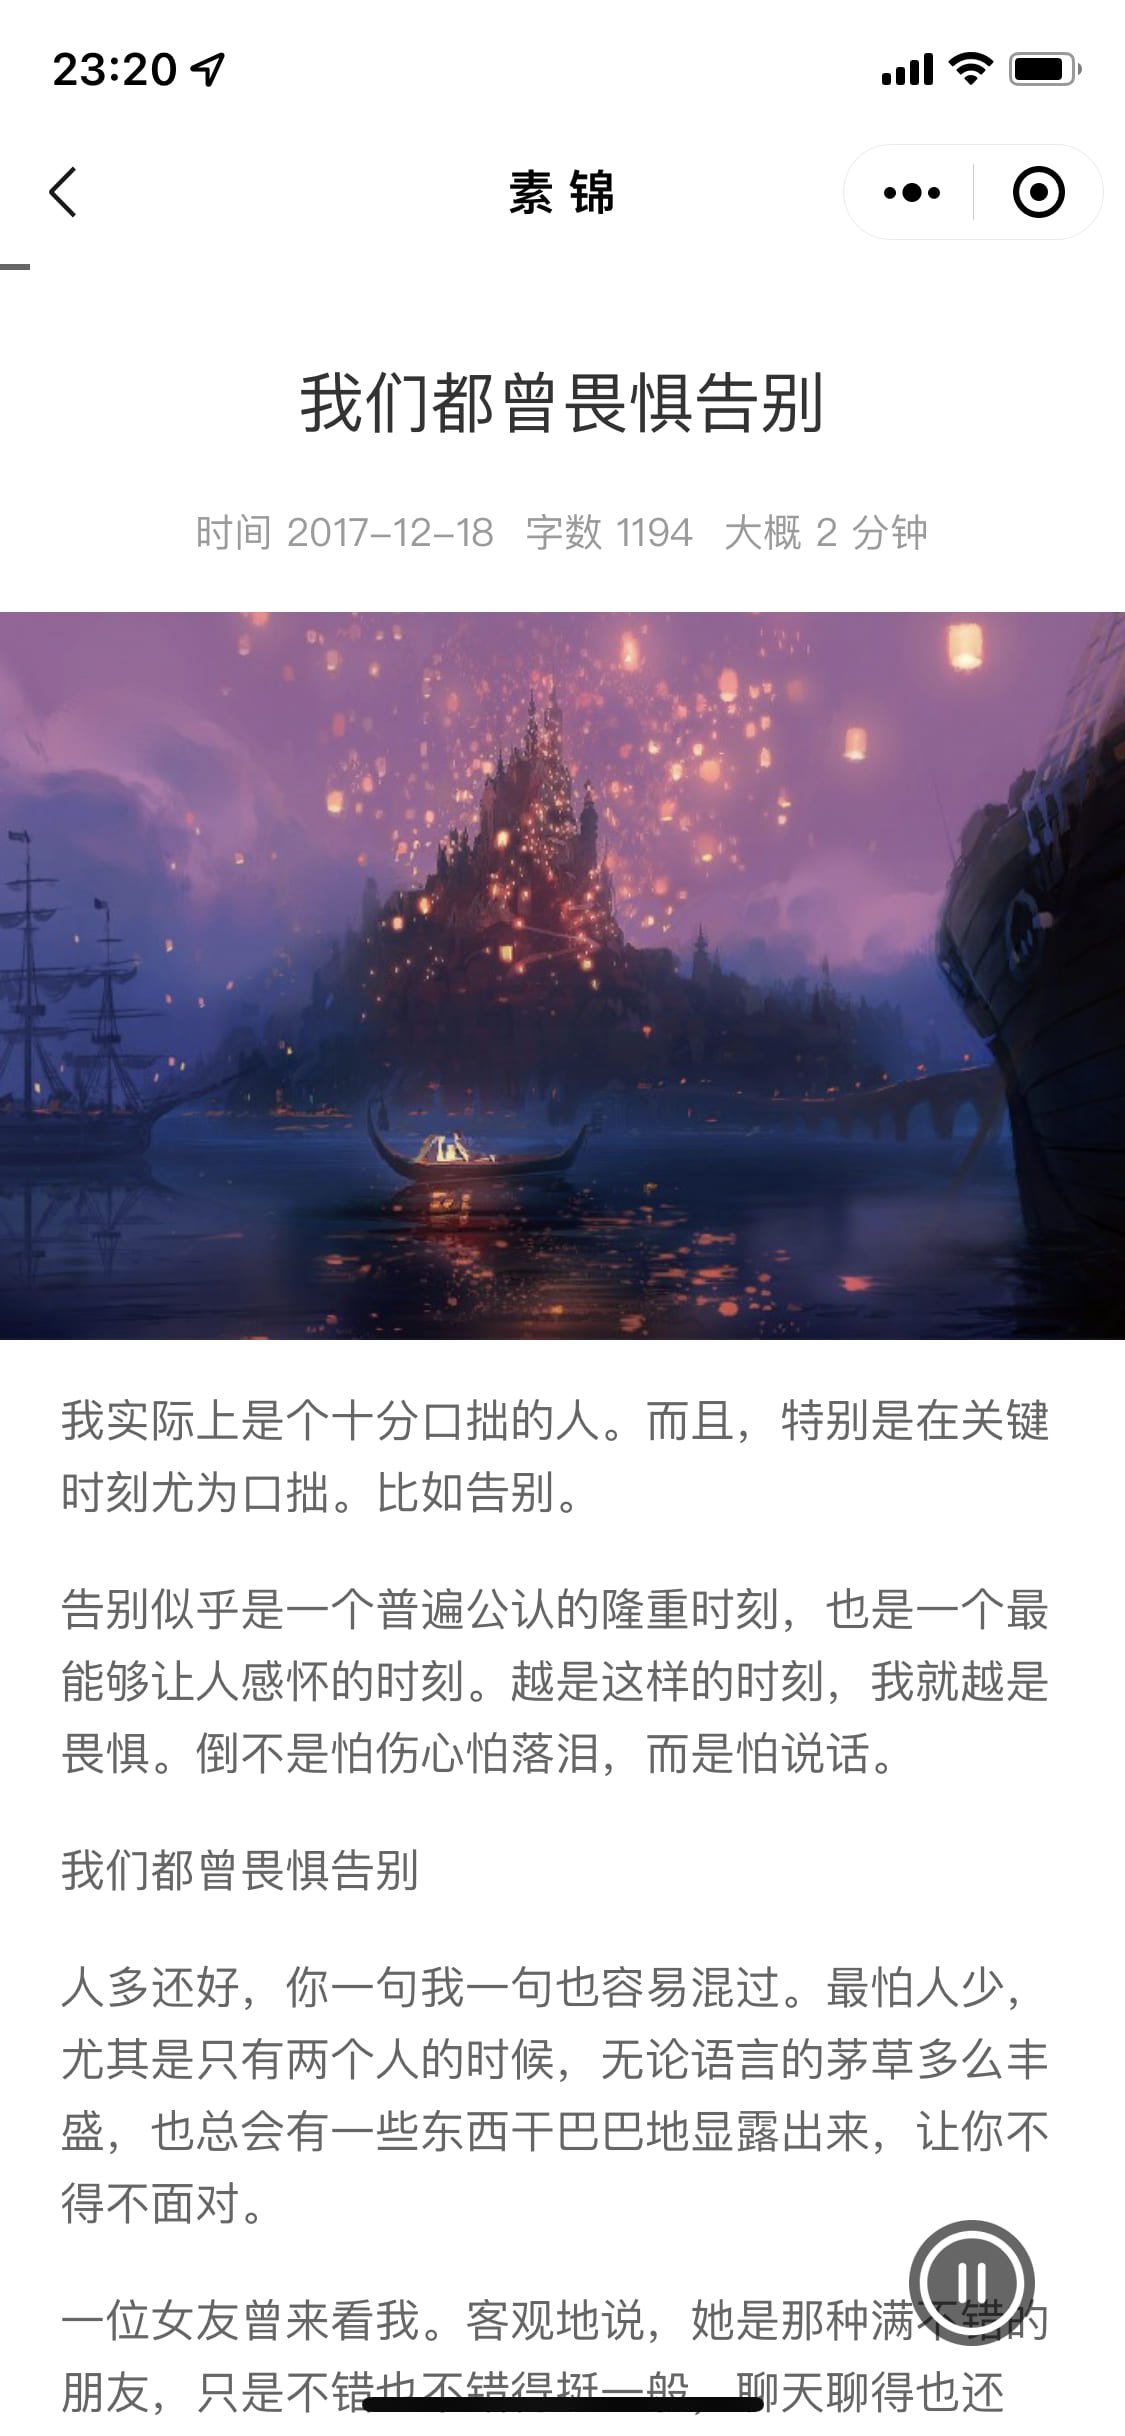 23:20
素 锦
我们都曾畏惧告别
时间 2017-12-18 字数 1194 大概 2 分钟
我实际上是个十分口拙的人。而且，特别是在关键
时刻尤为口拙。比如告别。
告别似乎是一个普遍公认的隆重时刻，也是一个最
能够让人感怀的时刻。越是这样的时刻，我就越是
畏惧。倒不是怕伤心怕落泪，而是怕说话。
我们都曾畏惧告别
人多还好，你一句我一句也容易混过。最怕人少，
尤其是只有两个人的时候，无论语言的茅草多么丰
盛，也总会有一些东西干巴巴地显露出来，让你不
得不面对。
一位女友曾来看我。客观地说，她是那种满不错的
朋友，只是不错也不错得挺一般，聊天聊得也还